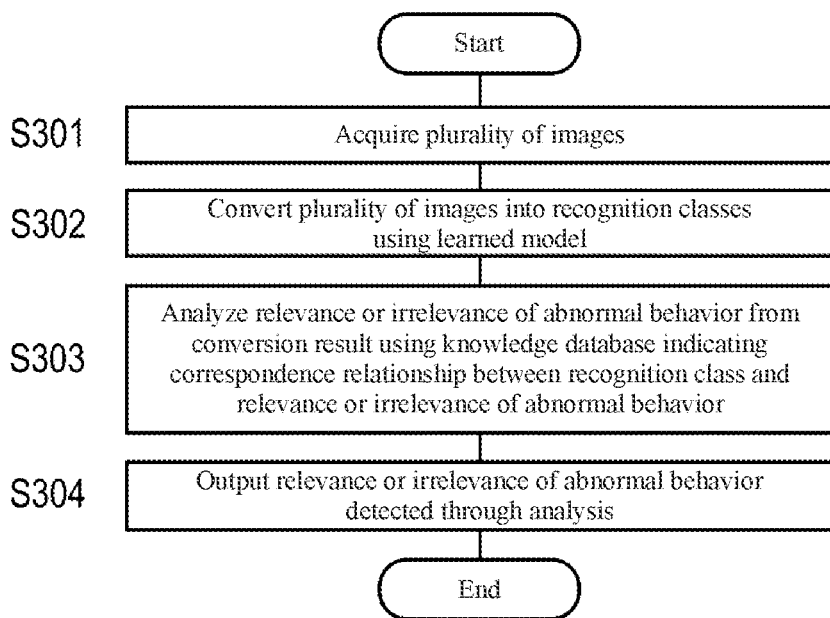 Start
S301
Acquire plurality of images
S302
Convert plurality of images into recognition classes
using learned model
S303
Analyze relevance or irrelevance of abnormal behavior from
conversion result using knowledge database indicating
correspondence relationship between recognition class and
relevance or irrelevance of abnormal behavior
S304
Output relevance or irrelevance of abnormal behavior
detected through analysis
End